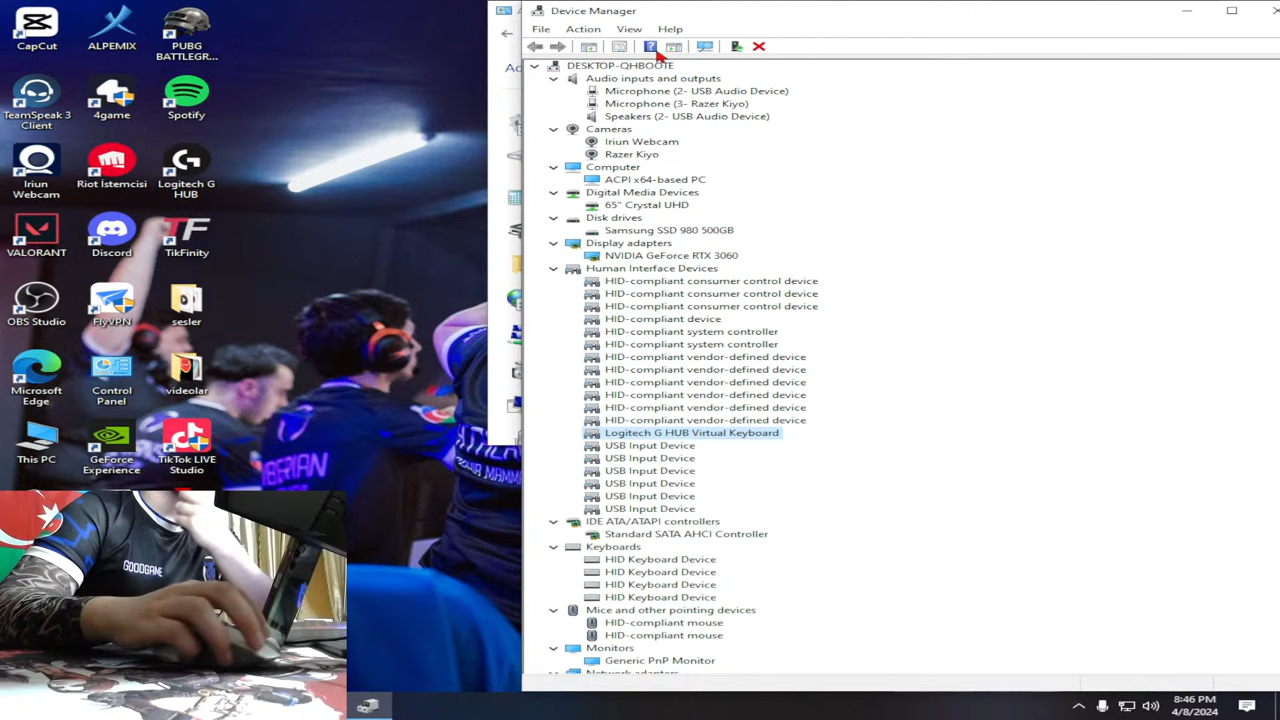 CapCut
ALPEMIX
PUBG
BATTLEGR...
TeamSpeak 3
Client
4game
Spotify
Iriun
Webcam
Riot Istemcisi
Logitech G
HUB
VALORANT
Discord
TikFinity
OBS Studio
FlyVPN
sesler
Microsoft
Edge
Control
Panel
videolar
This PC
GeForce
Experience
TikTok LIVE
Studio
GOODGAME
Device Manager
File
Action
View
Help
DESKTOP-QHBOOTE
Audio inputs and outputs
Microphone (2- USB Audio Device)
Microphone (3- Razer Kiyo)
Speakers (2- USB Audio Device)
Cameras
Iriun Webcam
Razer Kiyo
Computer
ACPI x64-based PC
Digital Media Devices
65" Crystal UHD
Disk drives
Samsung SSD 980 500GB
Display adapters
NVIDIA GeForce RTX 3060
Human Interface Devices
HID-compliant consumer control device
HID-compliant consumer control device
HID-compliant consumer control device
HID-compliant device
HID-compliant system controller
HID-compliant system controller
HID-compliant vendor-defined device
HID-compliant vendor-defined device
HID-compliant vendor-defined device
HID-compliant vendor-defined device
HID-compliant vendor-defined device
HID-compliant vendor-defined device
Logitech G HUB Virtual Keyboard
USB Input Device
USB Input Device
USB Input Device
USB Input Device
USB Input Device
USB Input Device
IDE ATA/ATAPI controllers
Standard SATA AHCI Controller
Keyboards
HID Keyboard Device
HID Keyboard Device
HID Keyboard Device
HID Keyboard Device
Mice and other pointing devices
HID-compliant mouse
HID-compliant mouse
Monitors
Generic PnP Monitor
Network adapters
8:46 PM
4/8/2024